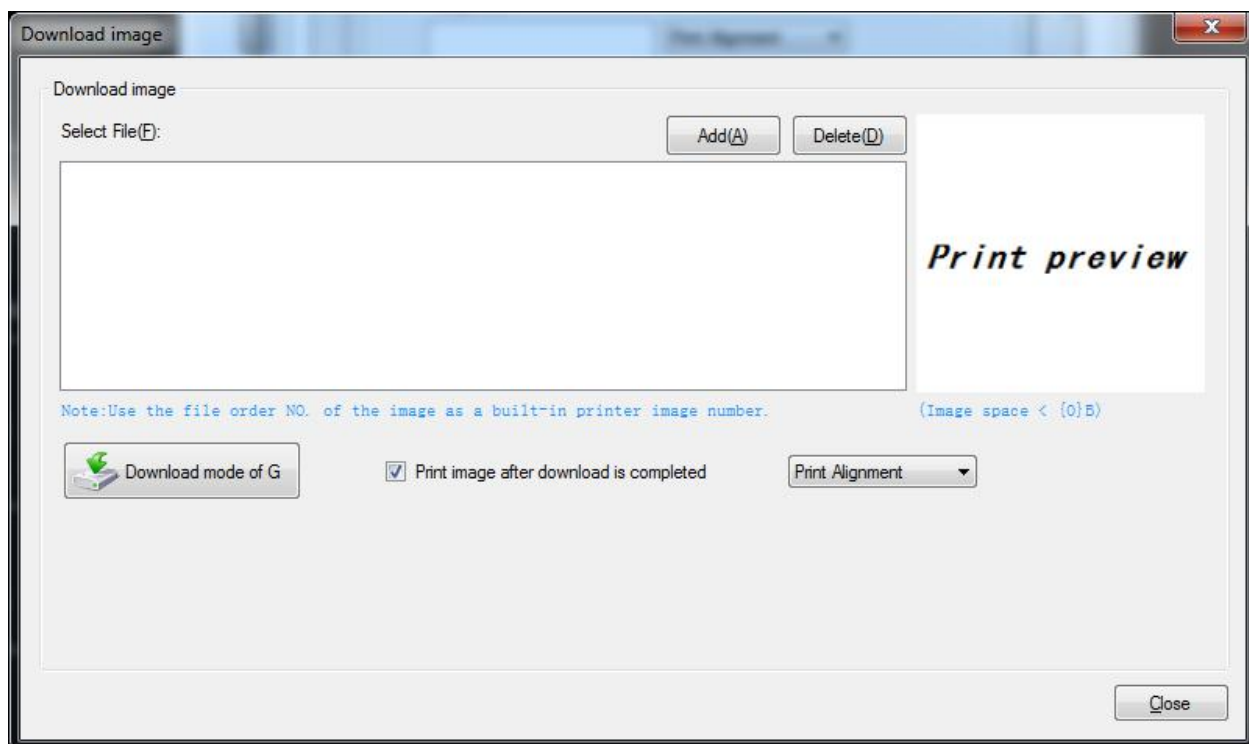 Download image
Download image
Select File(F):
Add(A)
Delete(D)
Print preview
Note:Use the file order NO. of the image as a built-in printer image number.
(Image space < {0}B)
Download mode of G
Print image after download is completed
Print Alignment
Close